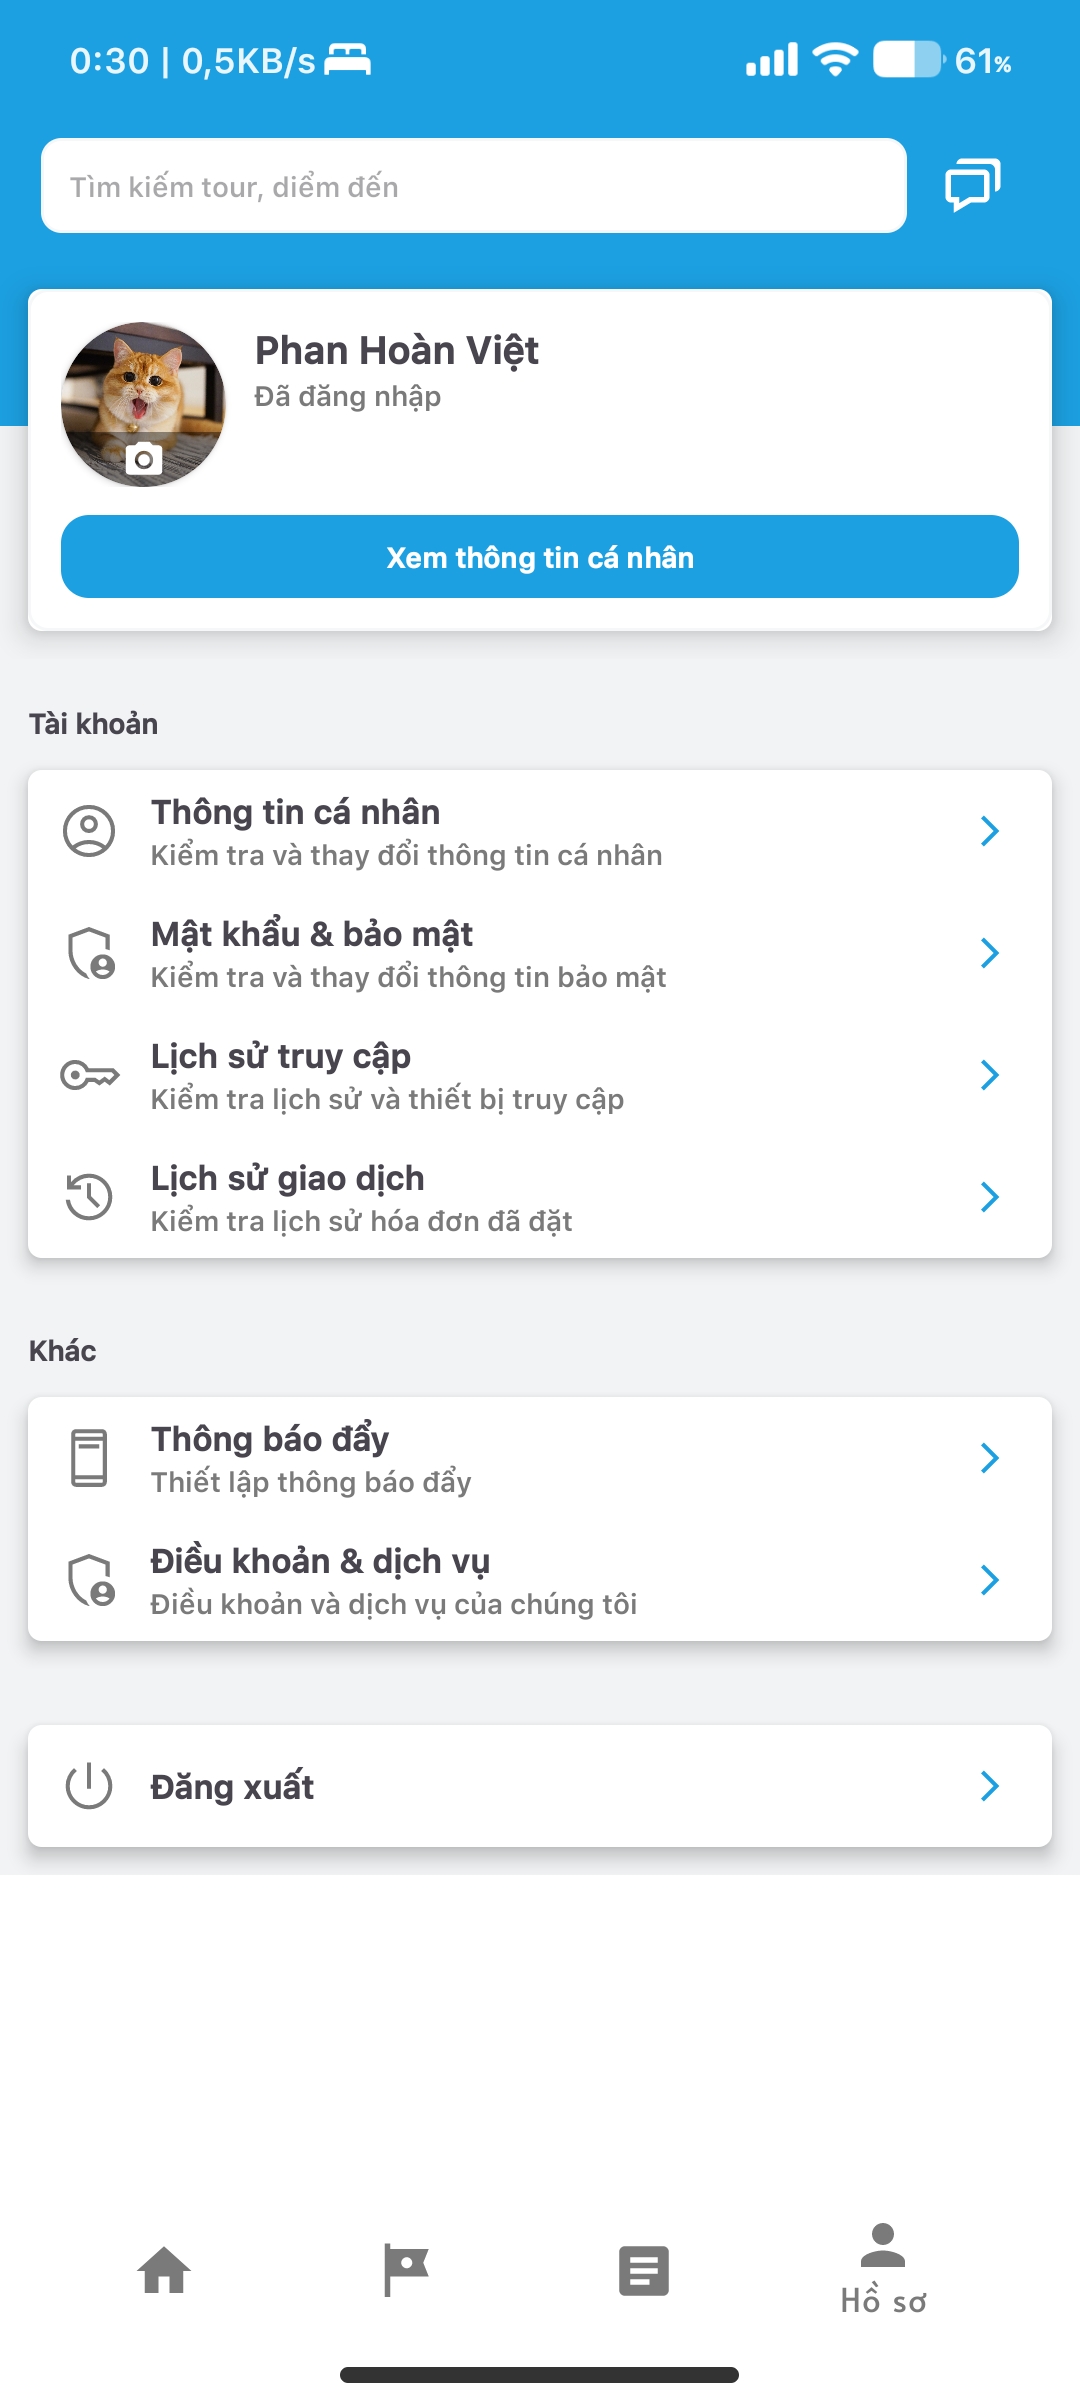 0:30 | 0,5KB/s
61%
Tìm kiếm tour, diểm đến
Phan Hoàn Việt
Đã đăng nhập
Xem thông tin cá nhân
Tài khoản
Thông tin cá nhân
Kiểm tra và thay đổi thông tin cá nhân
Mật khẩu & bảo mật
Kiểm tra và thay đổi thông tin bảo mật
Lịch sử truy cập
Kiểm tra lịch sử và thiết bị truy cập
Lịch sử giao dịch
Kiểm tra lịch sử hóa đơn đã đặt
Khác
Thông báo đẩy
Thiết lập thông báo đẩy
Điều khoản & dịch vụ
Điều khoản và dịch vụ của chúng tôi
Đăng xuất
Hồ sơ